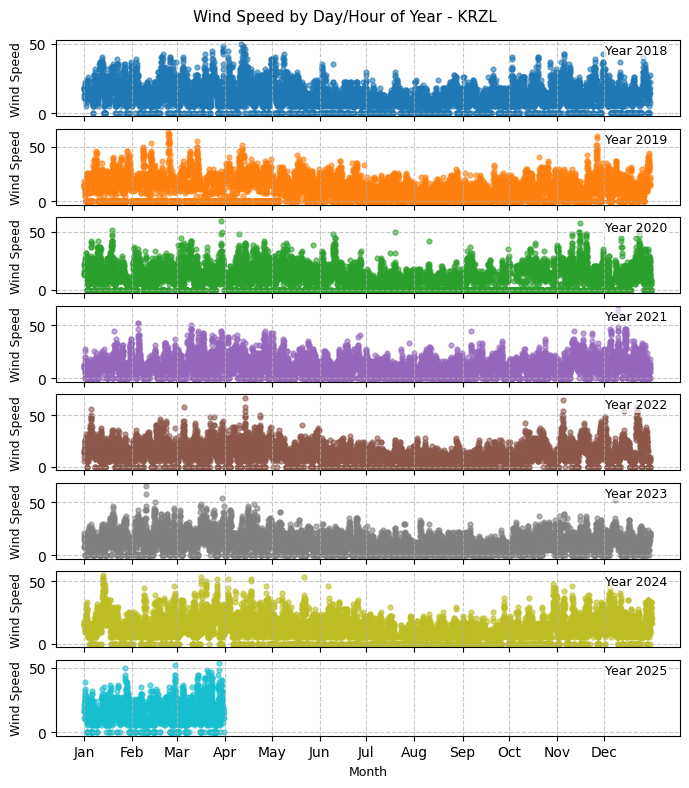 Wind Speed by Day/Hour of Year - KRZL
Wind Speed
50
0
Year 2018
Wind Speed
50
0
Year 2019
Wind Speed
50
0
Year 2020
Wind Speed
50
0
Year 2021
Wind Speed
50
0
Year 2022
Wind Speed
50
0
Year 2023
Wind Speed
50
0
Year 2024
Wind Speed
50
0
Year 2025
Jan Feb Mar Apr May Jun Jul Aug Sep Oct Nov Dec
Month